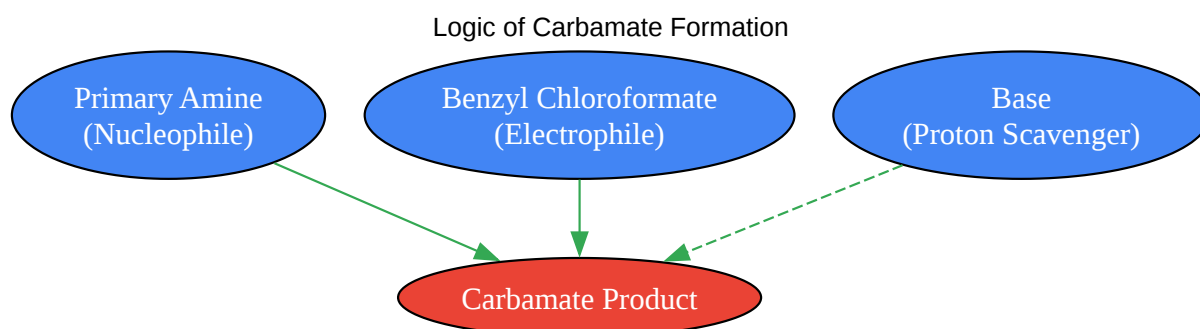 Logic of Carbamate Formation
Primary Amine
(Nucleophile)
Benzyl Chloroformate
(Electrophile)
Base
(Proton Scavenger)
Carbamate Product